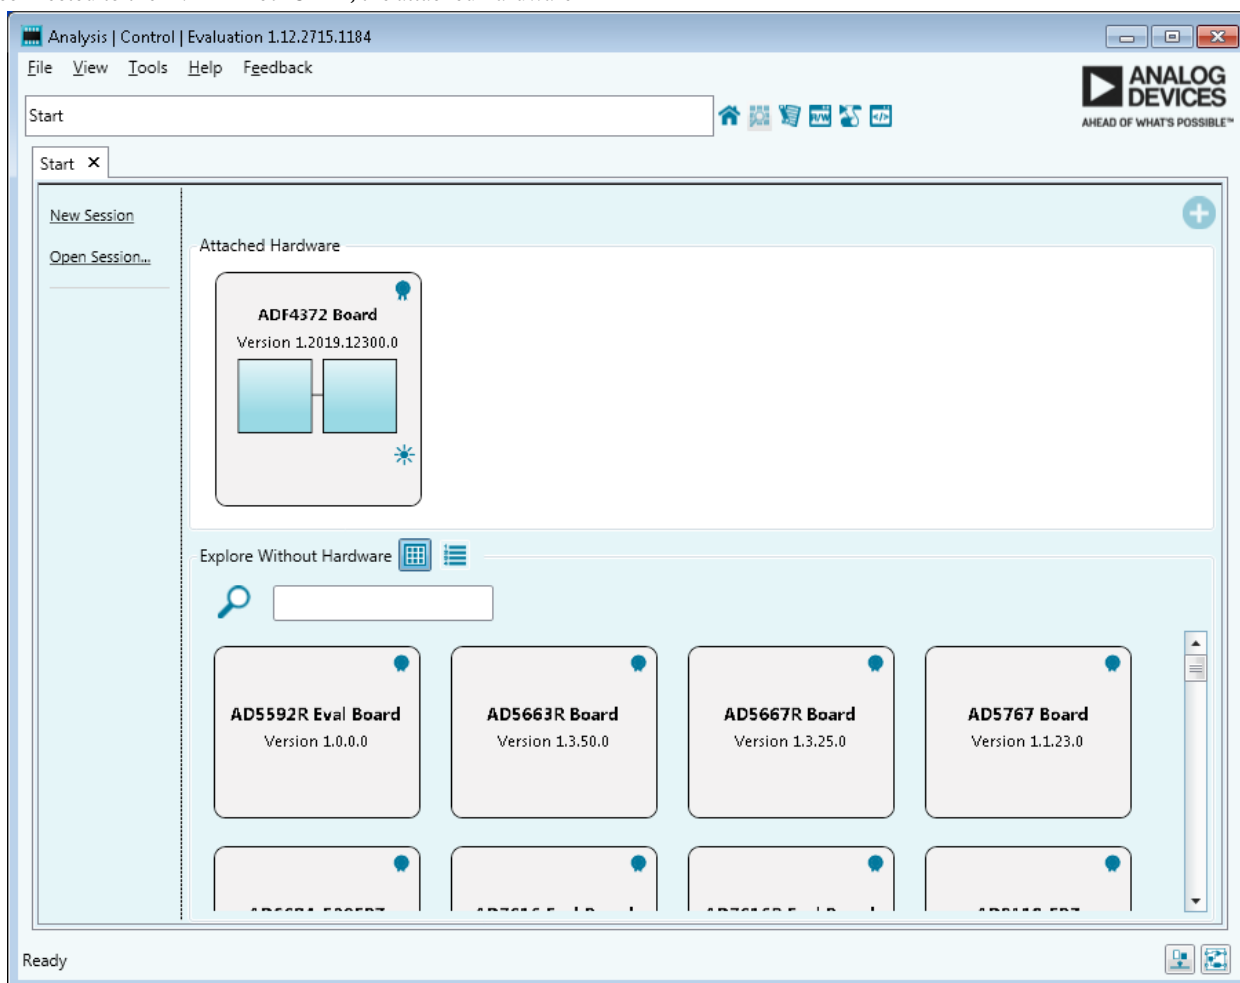 Analysis | Control | Evaluation 1.12.2715.1184
File View Tools Help Feedback
ANALOG
DEVICES
AHEAD OF WHAT'S POSSIBLE™
Start
Start
New Session
Open Session...
Attached Hardware
ADF4372 Board
Version 1.2019.12300.0
Explore Without Hardware
AD5592R Eval Board
Version 1.0.0.0
AD5663R Board
Version 1.3.50.0
AD5667R Board
Version 1.3.25.0
AD5767 Board
Version 1.1.23.0
Ready